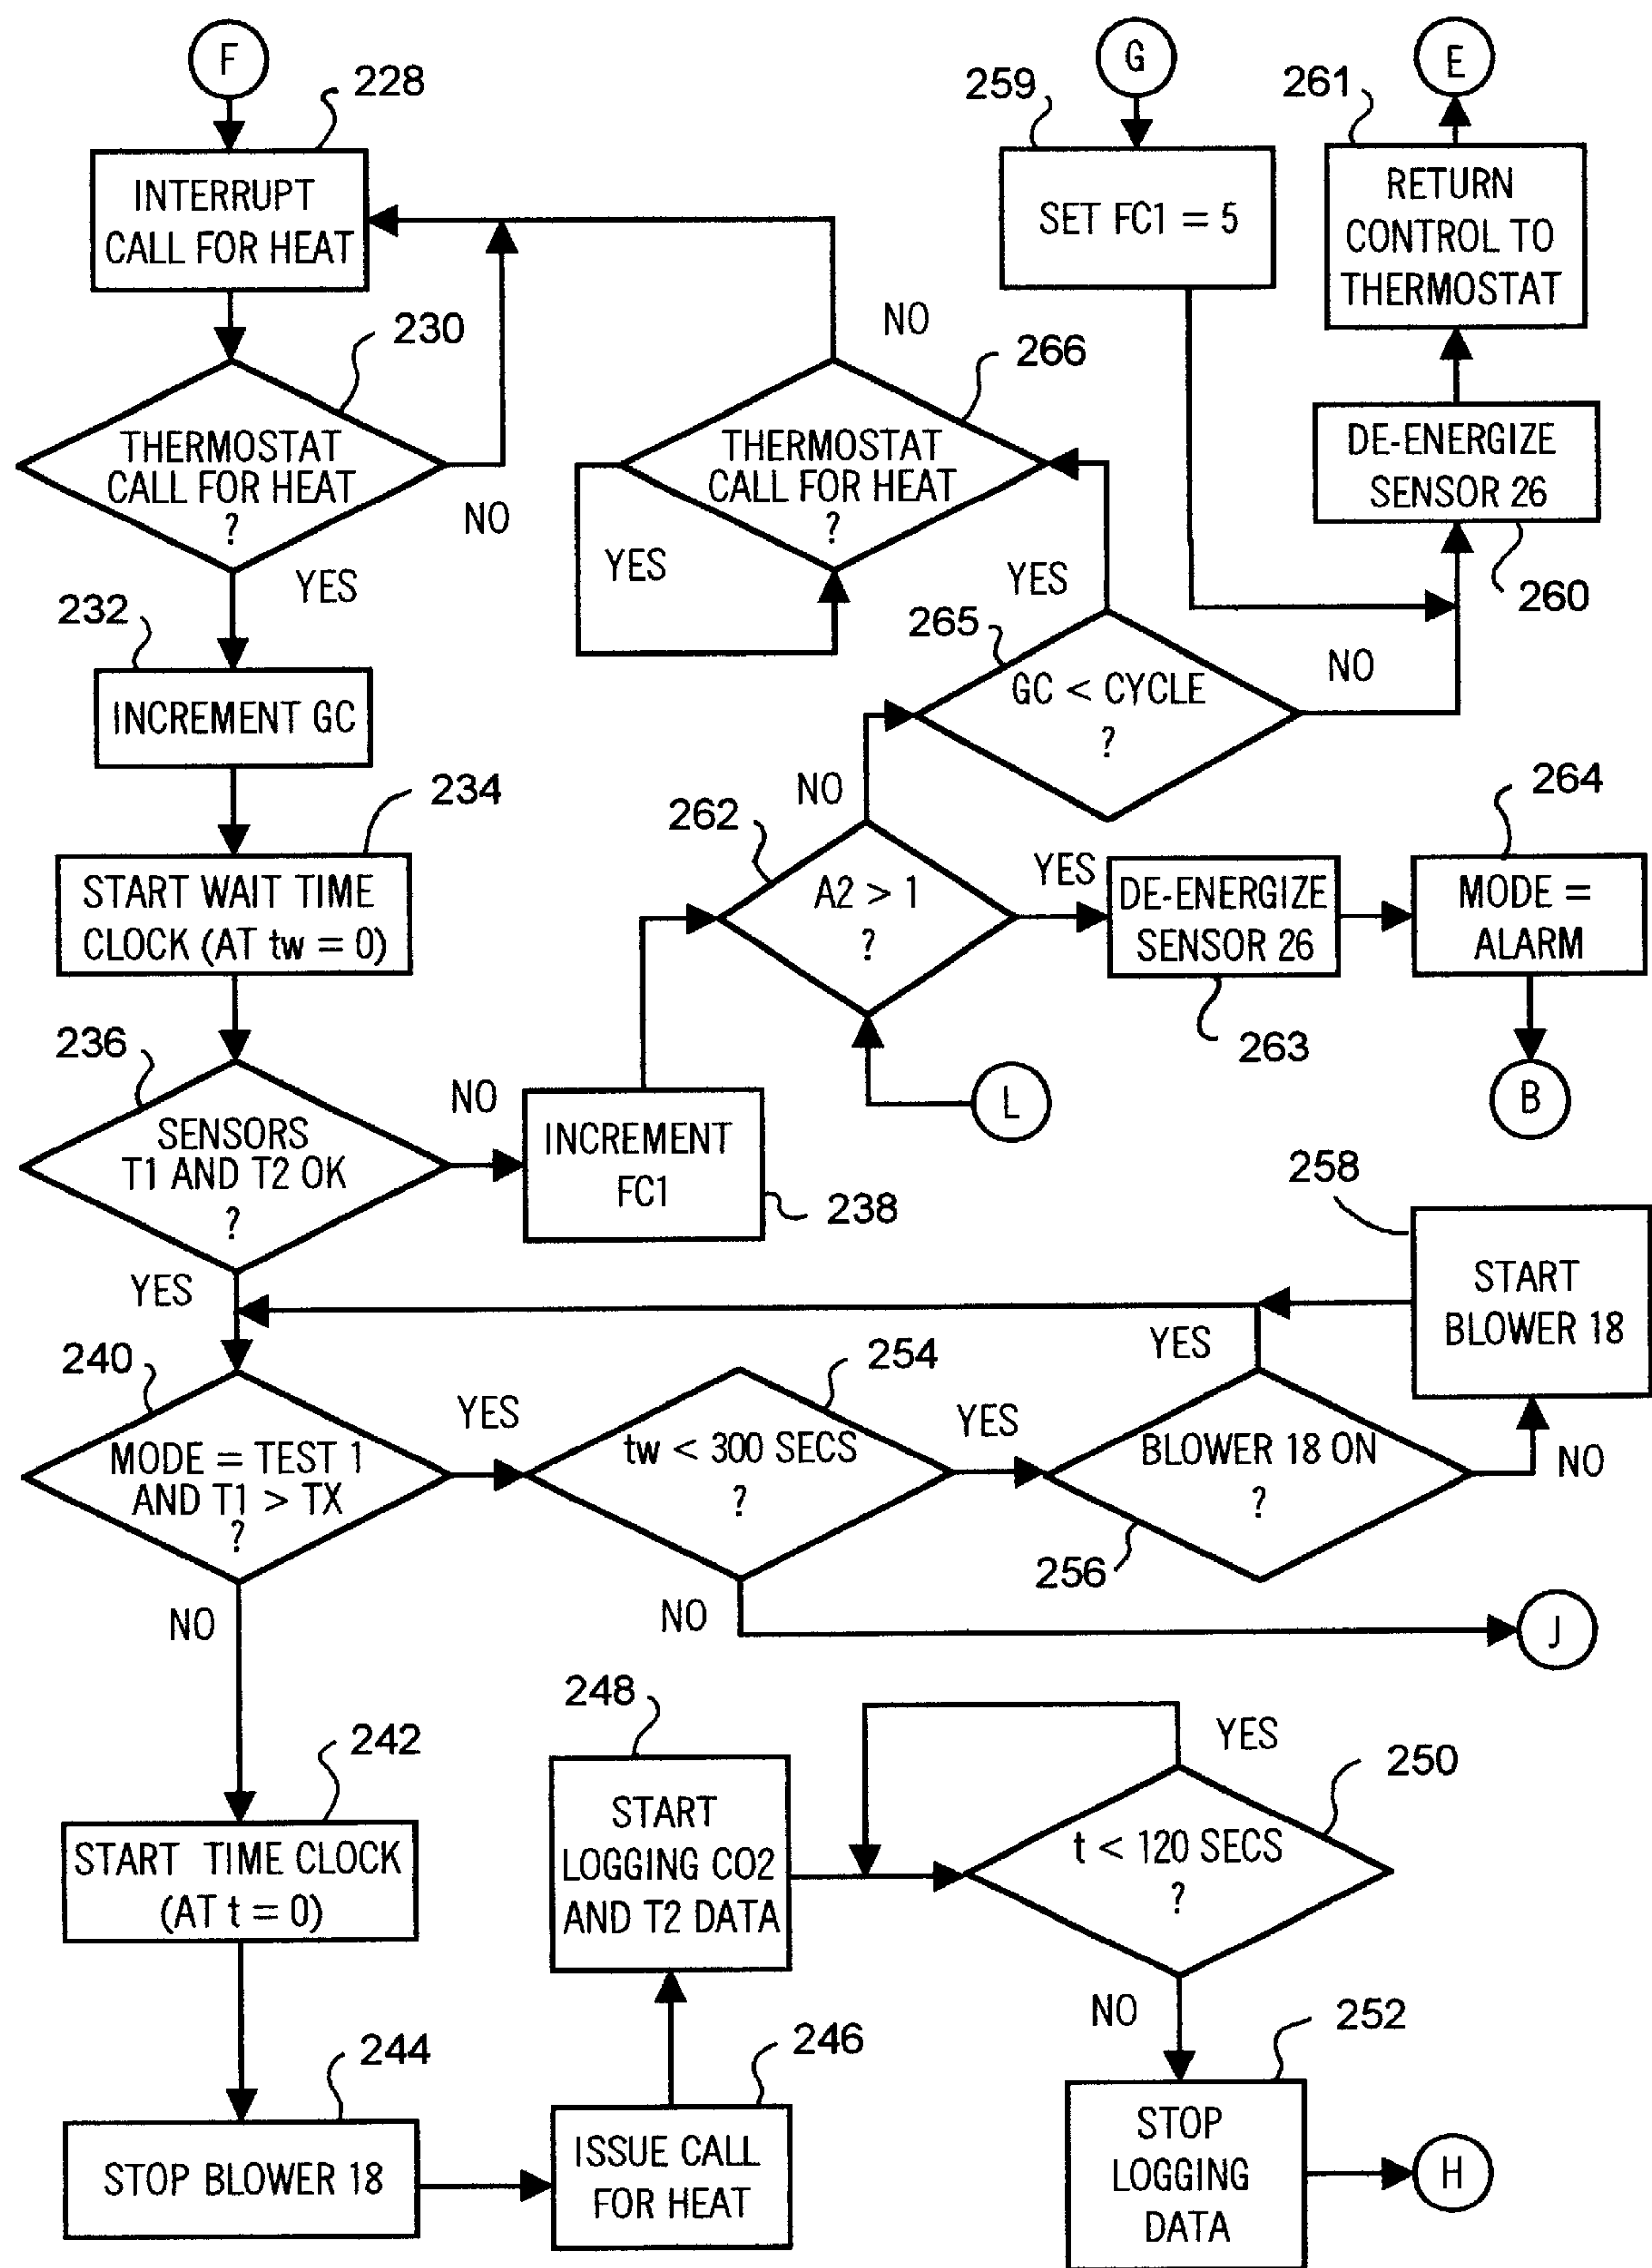 F
228
INTERRUPT
CALL FOR HEAT
230
THERMOSTAT
CALL FOR HEAT
?
NO
YES
232
INCREMENT GC
234
START WAIT TIME
CLOCK (AT tw = 0)
236
SENSORS
T1 AND T2 OK
?
NO
YES
INCREMENT
FC1
238
G
259
SET FC1 = 5
E
261
RETURN
CONTROL TO
THERMOSTAT
DE-ENERGIZE
SENSOR 26
260
NO
266
THERMOSTAT
CALL FOR HEAT
?
YES
YES
265
GC < CYCLE
?
NO
NO
262
A2 > 1
?
YES
DE-ENERGIZE
SENSOR 26
263
264
MODE =
ALARM
B
L
258
START
BLOWER 18
240
MODE = TEST 1
AND T1 > TX
?
YES
NO
254
tw < 300 SECS
?
YES
NO
YES
BLOWER 18 ON
?
NO
256
J
242
START TIME CLOCK
(AT t = 0)
244
STOP BLOWER 18
246
ISSUE CALL
FOR HEAT
248
START
LOGGING CO2
AND T2 DATA
YES
250
t < 120 SECS
?
NO
252
STOP
LOGGING
DATA
H